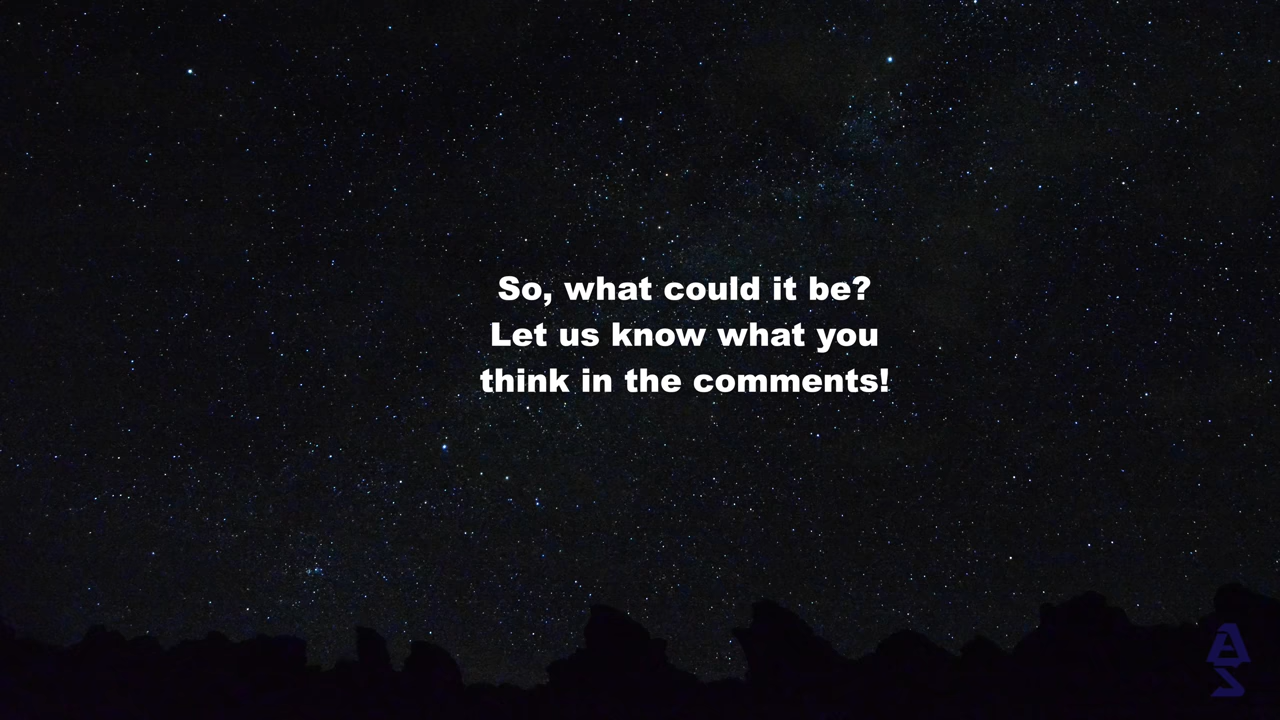 So, what could it be?
Let us know what you
think in the comments!